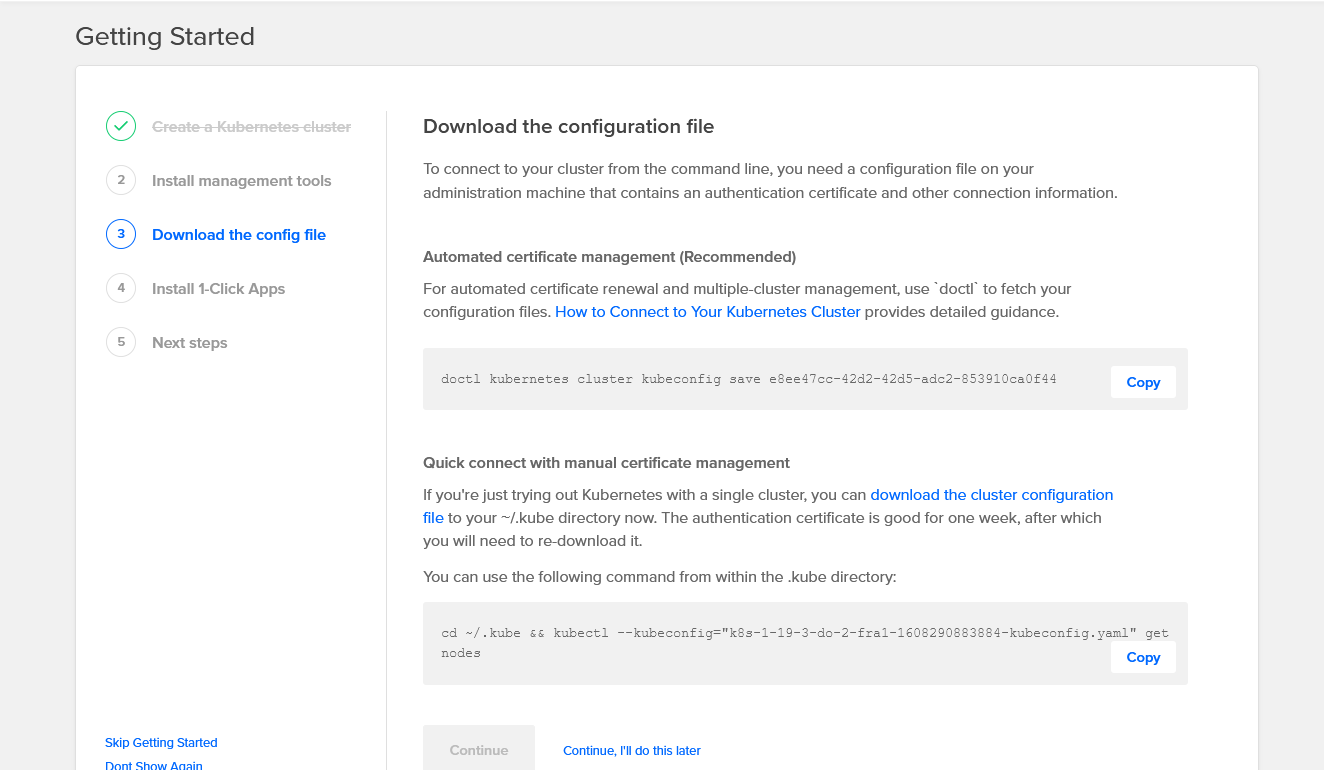 Getting Started
Create a Kubernetes cluster
2 Install management tools
3 Download the config file
4 Install 1-Click Apps
5 Next steps
Skip Getting Started
Dont Show Again
Download the configuration file
To connect to your cluster from the command line, you need a configuration file on your
administration machine that contains an authentication certificate and other connection information.
Automated certificate management (Recommended)
For automated certificate renewal and multiple-cluster management, use `doctl` to fetch your
configuration files. How to Connect to Your Kubernetes Cluster provides detailed guidance.
doctl kubernetes cluster kubeconfig save e8ee47cc-42d2-42d5-adc2-853910ca0f44
Copy
Quick connect with manual certificate management
If you're just trying out Kubernetes with a single cluster, you can download the cluster configuration
file to your ~/.kube directory now. The authentication certificate is good for one week, after which
you will need to re-download it.
You can use the following command from within the .kube directory:
cd ~/.kube && kubectl --kubeconfig="k8s-1-19-3-do-2-fra1-1608290883884-kubeconfig.yaml" get
nodes
Copy
Continue
Continue, I'll do this later